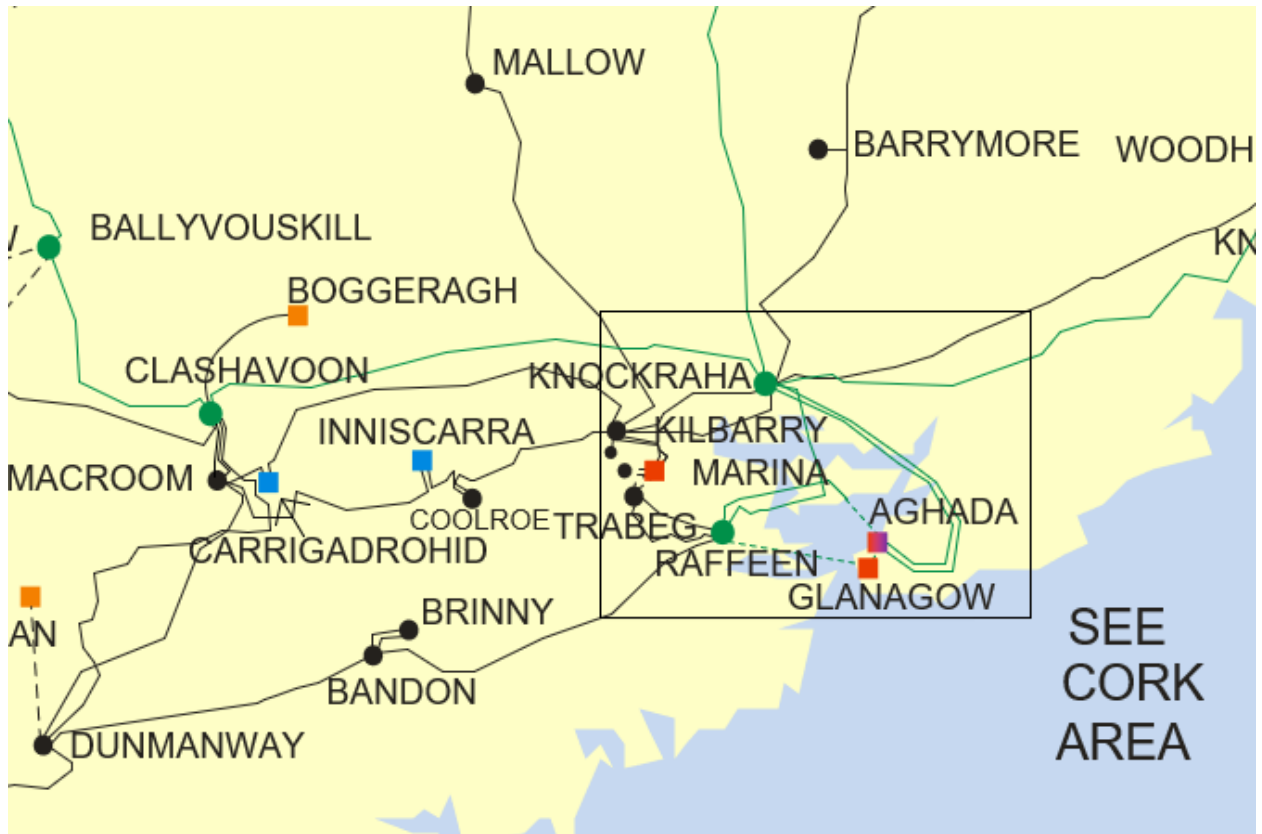 MALLOW
BARRYMORE
WOODH
BALLYVOUSKILL
KN
BOGGERAGH
CLASHAVOON
KNOCKRAHA
INNISCARRA
KILBARRY
MACROOM
MARINA
COOLROE
TRABEG
AGHADA
CARRIGADROHID
RAFFEEN
GLANAGOW
BRINNY
AN
SEE
CORK
AREA
BANDON
DUNMANWAY